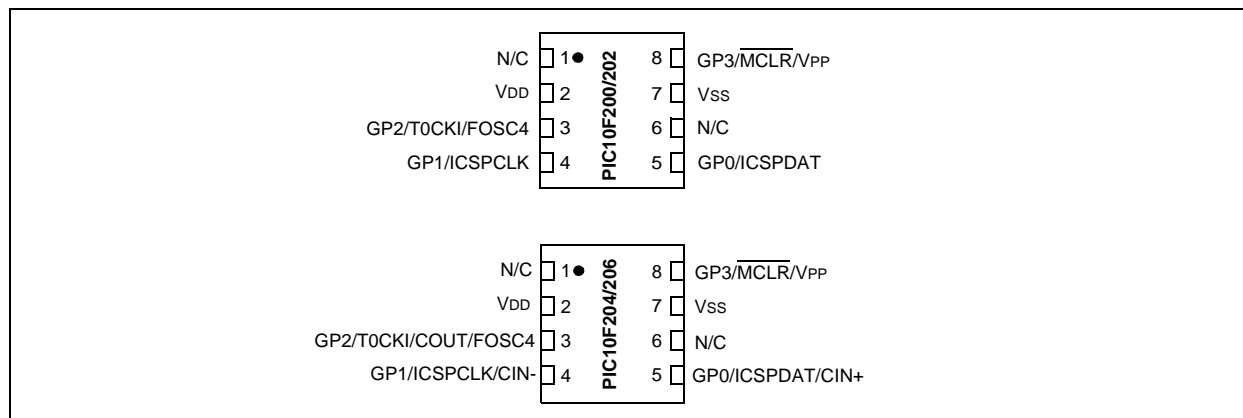 N/C 1 8 GP3/MCLR/VPP
VDD 2 7 VSS
GP2/T0CKI/FOSC4 3 6 N/C
GP1/ICSPCLK 4 5 GP0/ICSPDAT
PIC10F200/202
N/C 1 8 GP3/MCLR/VPP
VDD 2 7 VSS
GP2/T0CKI/COUT/FOSC4 3 6 N/C
GP1/ICSPCLK/CIN- 4 5 GP0/ICSPDAT/CIN+
PIC10F204/206